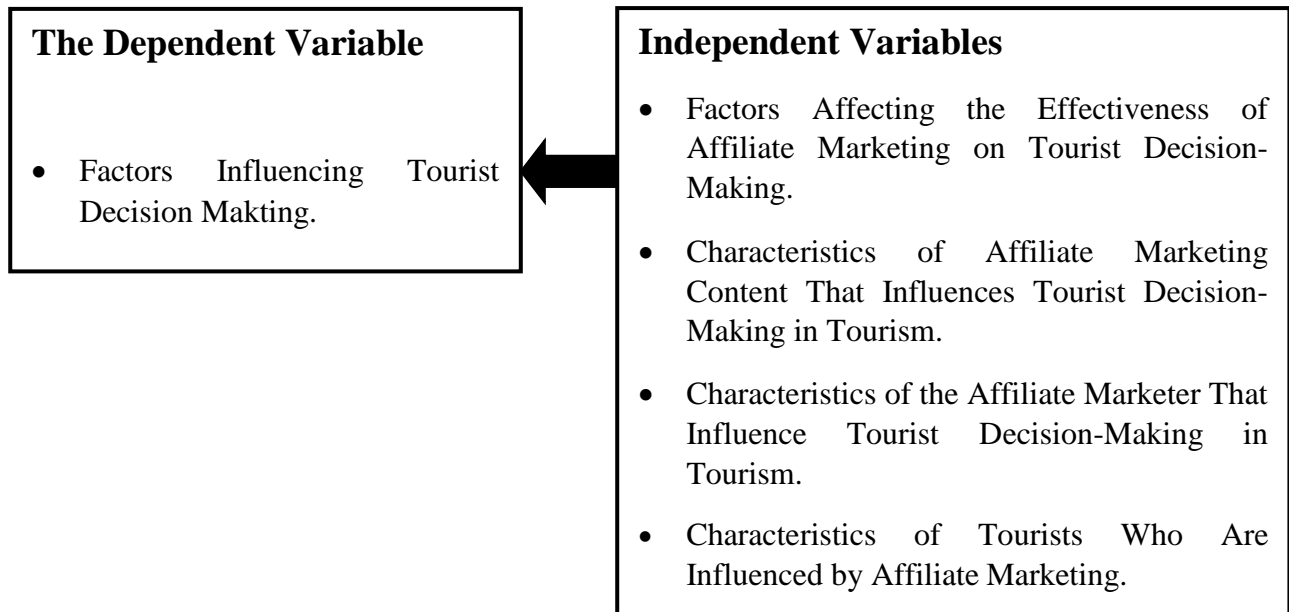 The Dependent Variable
• Factors Influencing Tourist
Decision Makting.
Independent Variables
• Factors Affecting the Effectiveness of
Affiliate Marketing on Tourist Decision-
Making.
• Characteristics of Affiliate Marketing
Content That Influences Tourist Decision-
Making in Tourism.
• Characteristics of the Affiliate Marketer That
Influence Tourist Decision-Making in
Tourism.
• Characteristics of Tourists Who Are
Influenced by Affiliate Marketing.